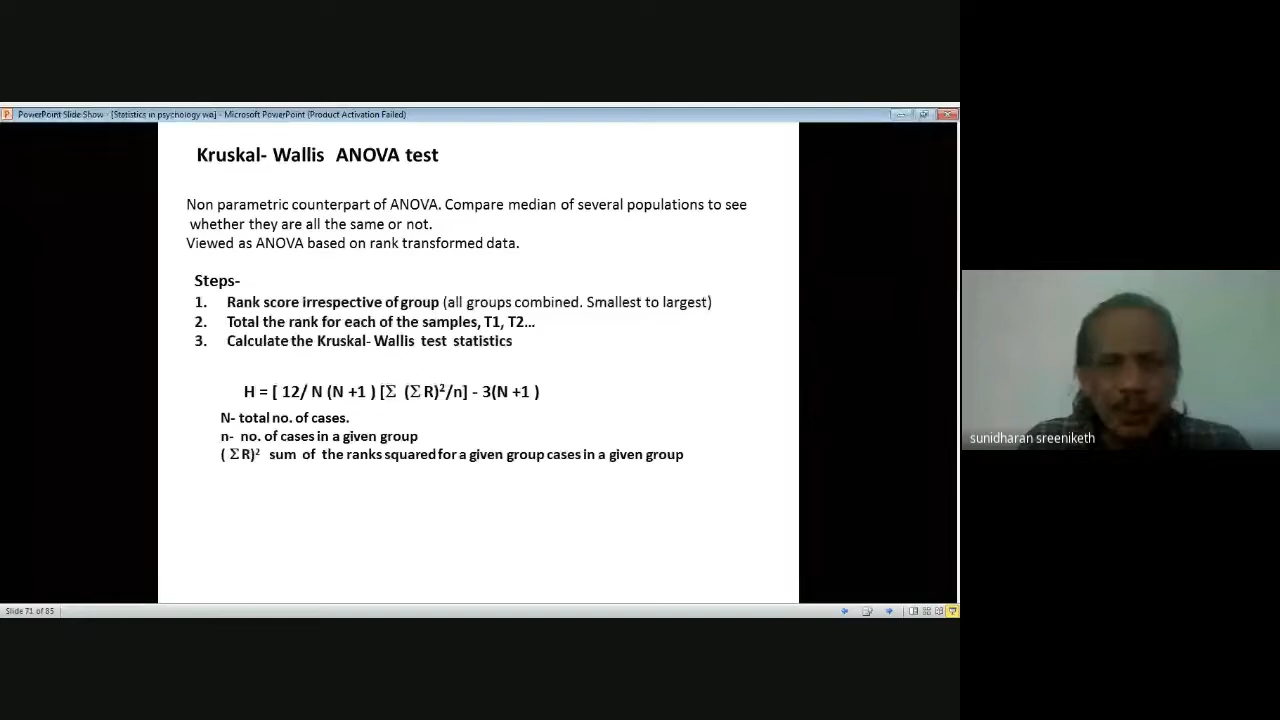 PowerPoint Slide Show - [Statistics in psychology wa] - Microsoft PowerPoint (Product Activation Failed)
Kruskal- Wallis ANOVA test
Non parametric counterpart of ANOVA. Compare median of several populations to see
whether they are all the same or not.
Viewed as ANOVA based on rank transformed data.
Steps-
1. Rank score irrespective of group (all groups combined. Smallest to largest)
2. Total the rank for each of the samples, T1, T2...
3. Calculate the Kruskal- Wallis test statistics
H = [ 12/ N (N +1 ) [Σ (Σ R)²/n] - 3(N +1 )
N- total no. of cases.
n- no. of cases in a given group
( Σ R)² sum of the ranks squared for a given group cases in a given group
sunidharan sreeniketh
Slide 71 of 85